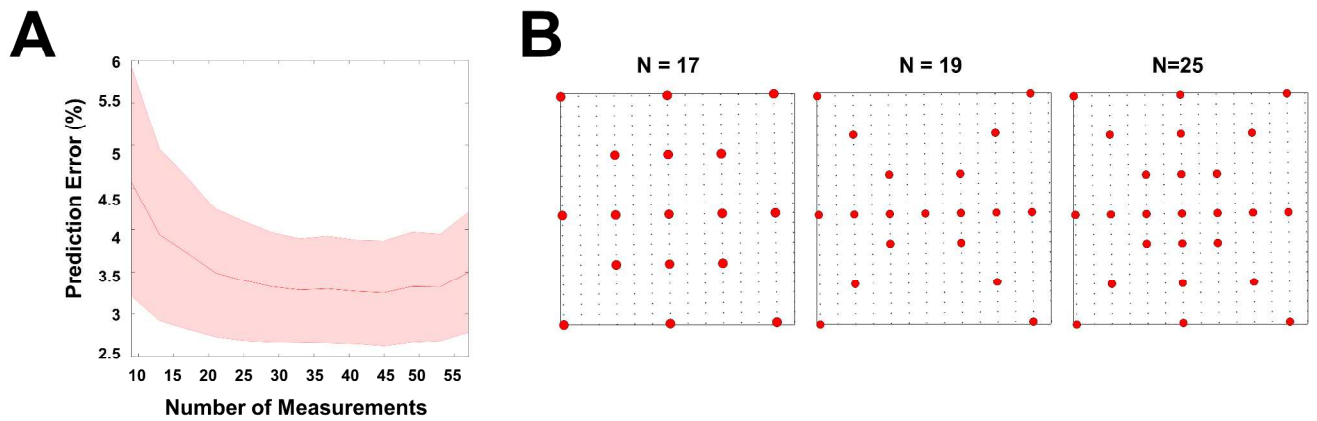 A
B
N = 17
N = 19
N=25
6
5.5
5
4.5
4
3.5
3
2.5
Prediction Error (%)
10 15 20 25 30 35 40 45 50 55
Number of Measurements